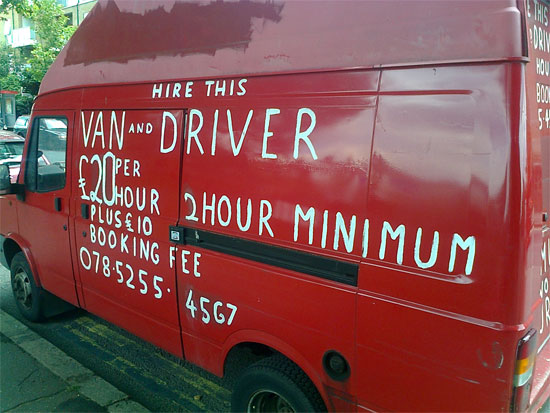 HIRE THIS
VAN AND DRIVER
£20 PER HOUR
2 HOUR MINIMUM
PLUS £10
BOOKING FEE
078·5255· 4567